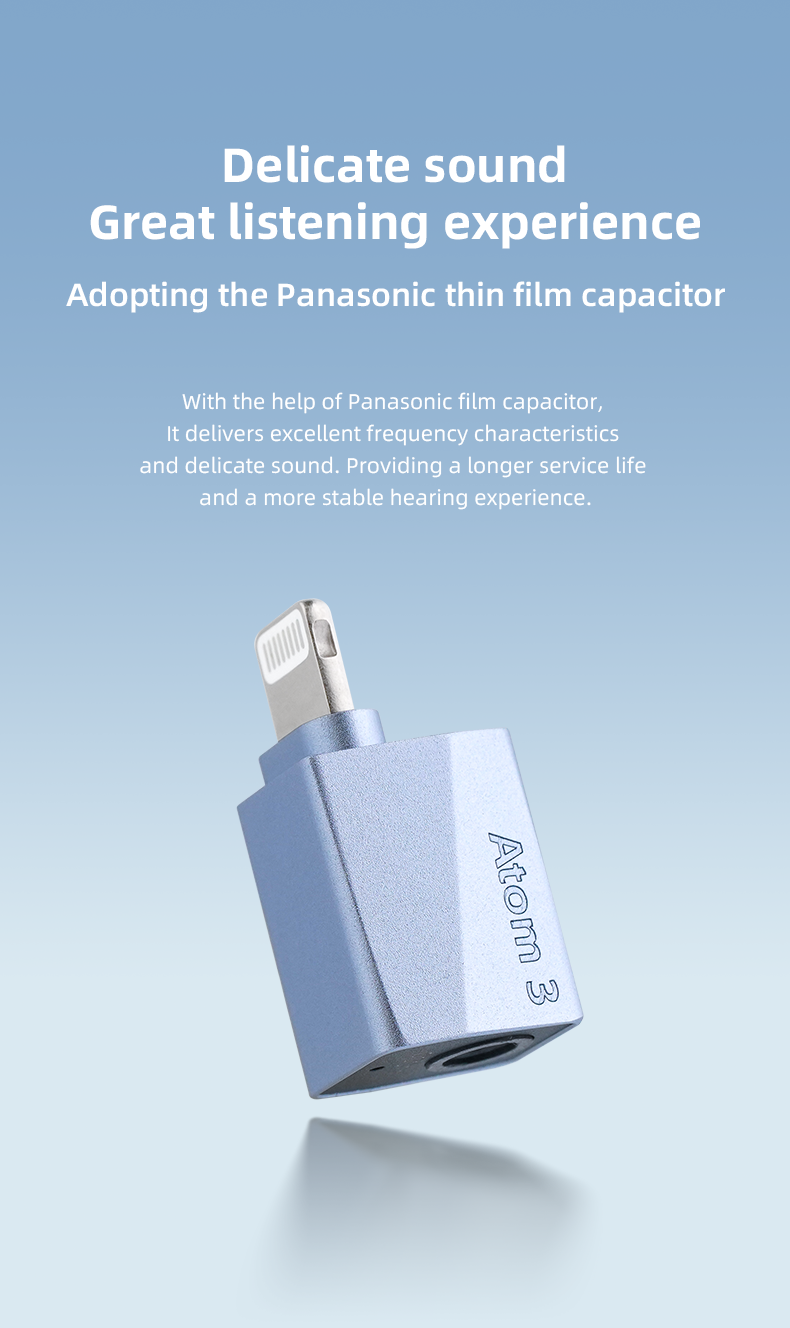 Delicate sound
Great listening experience
Adopting the Panasonic thin film capacitor
With the help of Panasonic film capacitor,
It delivers excellent frequency characteristics
and delicate sound. Providing a longer service life
and a more stable hearing experience.
Atom 3